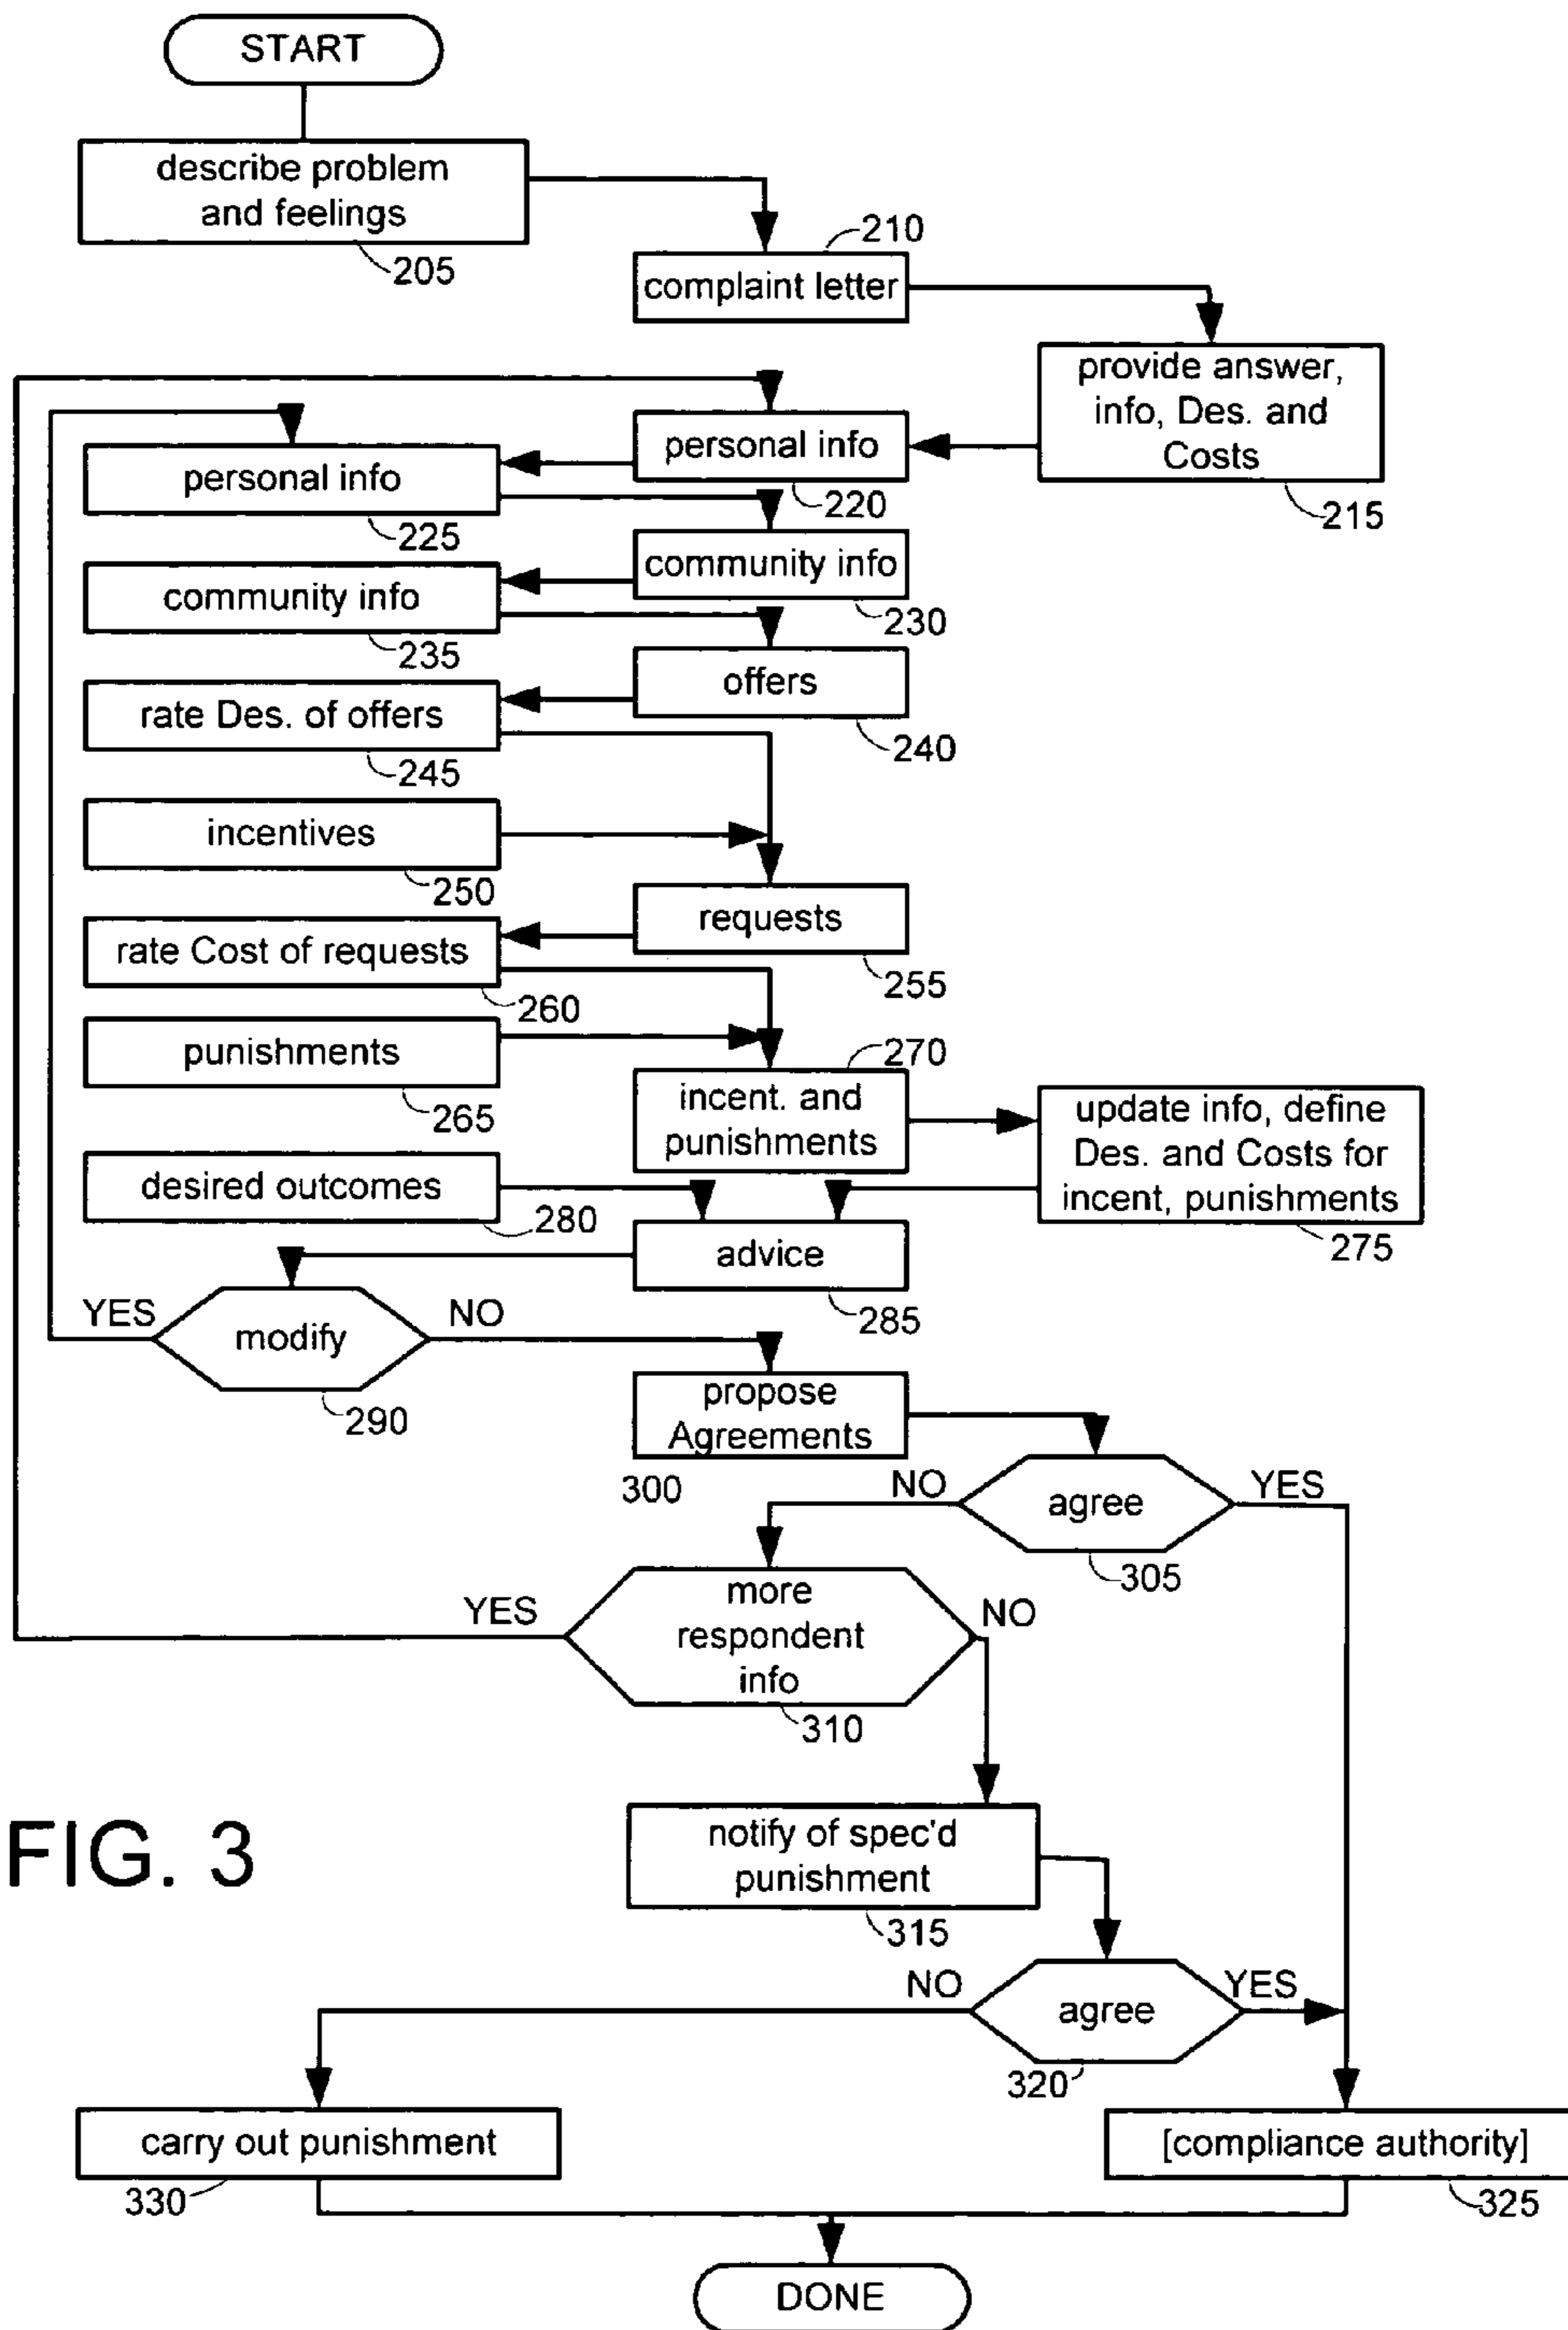 START
describe problem
and feelings
205
210
complaint letter
provide answer,
info, Des. and
Costs
215
personal info
220
personal info
225
community info
230
community info
235
offers
240
rate Des. of offers
245
incentives
250
requests
255
rate Cost of requests
260
punishments
265
270
incent. and
punishments
update info, define
Des. and Costs for
incent, punishments
275
desired outcomes
280
advice
285
YES
modify
NO
290
propose
Agreements
300
NO
agree
YES
305
YES
more
respondent
info
NO
310
FIG. 3
notify of spec'd
punishment
315
NO
agree
YES
320
carry out punishment
330
[compliance authority]
325
DONE